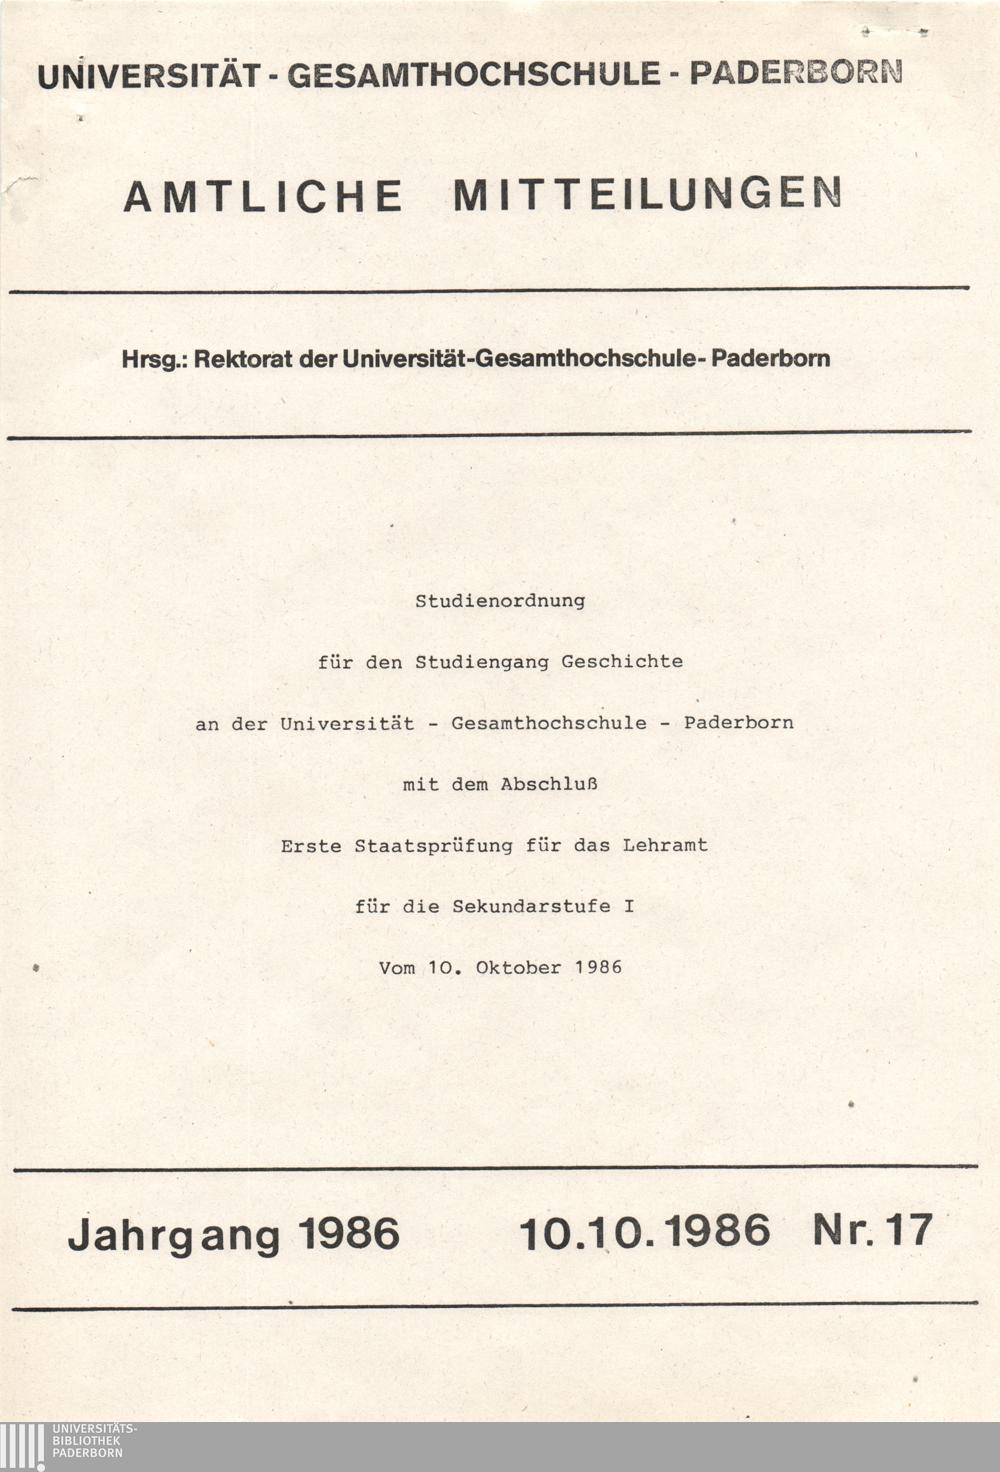 UNIVERSITÄT - GESAMTHOCHSCHULE - PADERBORN
AMTLICHE MITTEILUNGEN
Hrsg.: Rektorat der Universität-Gesamthochschule- Paderborn
Studienordnung
für den Studiengang Geschichte
an der Universität - Gesamthochschule - Paderborn
mit dem Abschluß
Erste Staatsprüfung für das Lehramt
für die Sekundarstufe I
Vom 10. Oktober 1986
Jahrgang 1986 10.10.1986 Nr. 17
UNIVERSITÄTS-
BIBLIOTHEK
PADERBORN